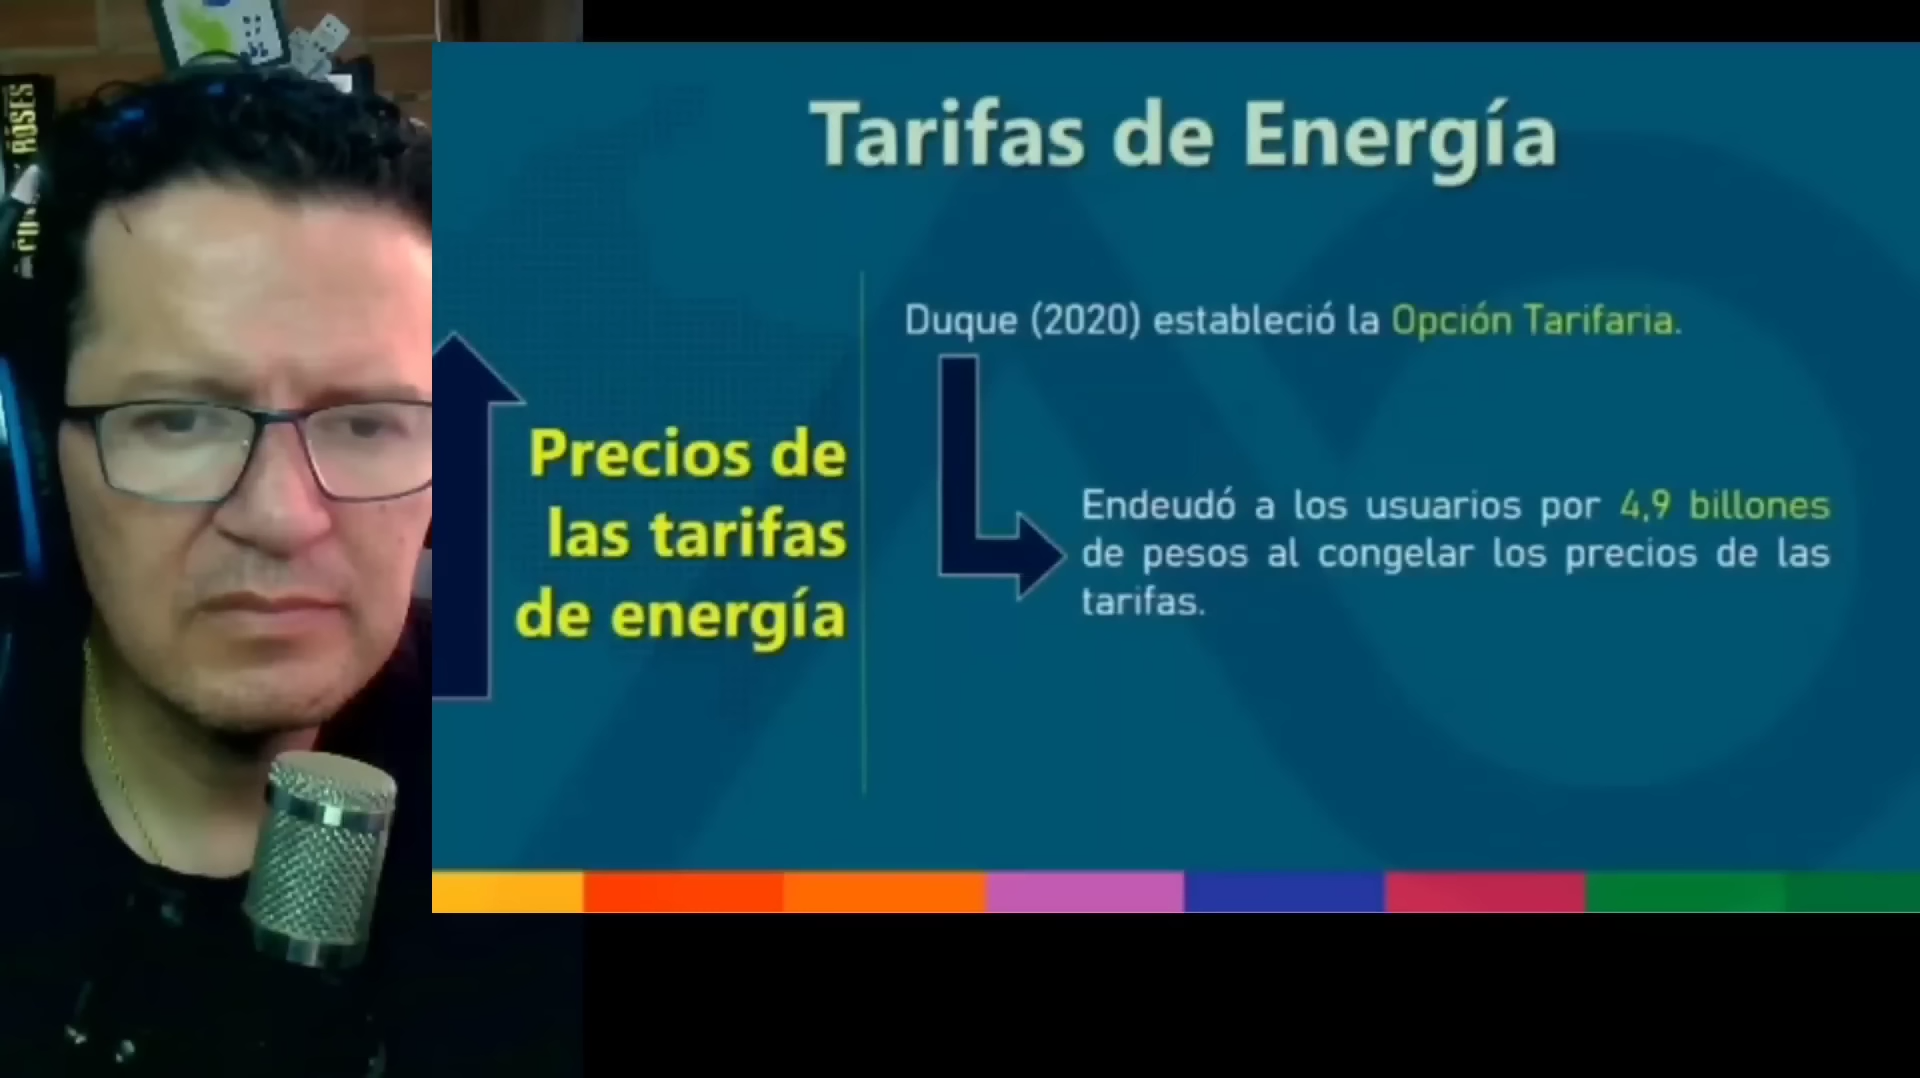 ROSES
Tarifas de Energía
Duque (2020) estableció la Opción Tarifaria.
Precios de
las tarifas
de energía
Endeudó a los usuarios por 4,9 billones
de pesos al congelar los precios de las
tarifas.